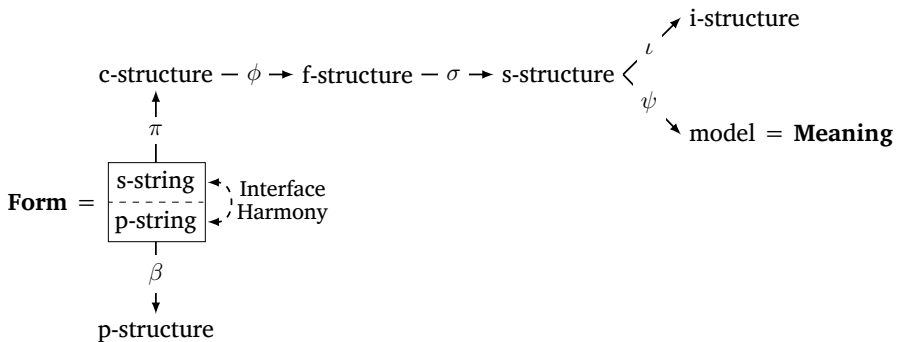 i-structure
ι
c-structure ϕ f-structure σ s-structure
ψ
π
model = Meaning
s-string
Form = Interface
Harmony
p-string
β
p-structure